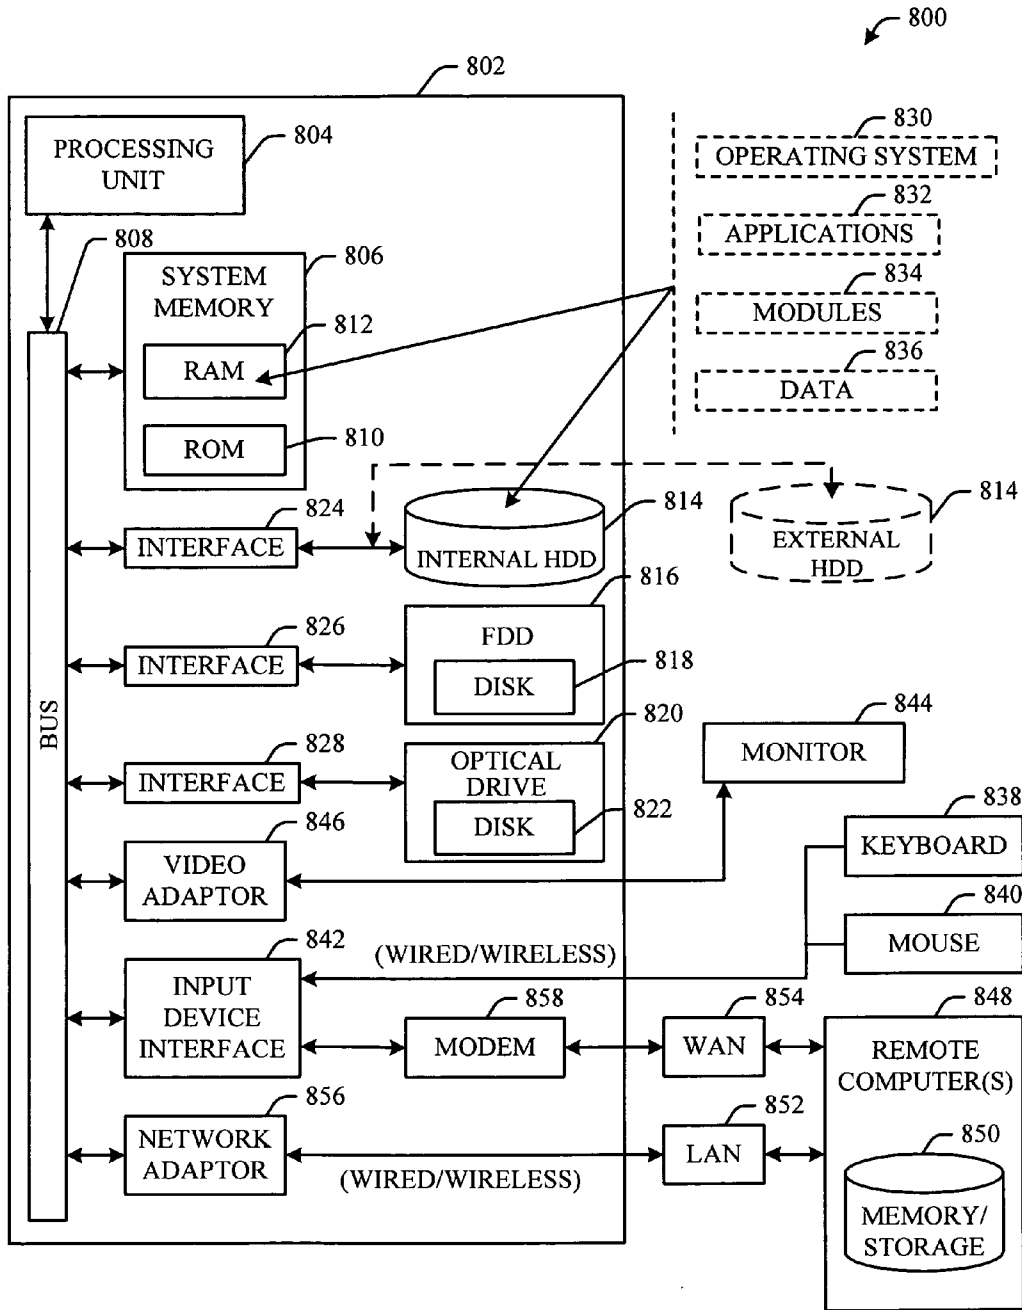 800
802
PROCESSING
UNIT
804
808
SYSTEM
MEMORY
806
RAM
812
ROM
810
830
OPERATING SYSTEM
832
APPLICATIONS
834
MODULES
836
DATA
824
INTERFACE
INTERNAL HDD
814
EXTERNAL
HDD
814
826
INTERFACE
816
FDD
DISK
818
BUS
828
INTERFACE
820
OPTICAL
DRIVE
DISK
822
844
MONITOR
846
VIDEO
ADAPTOR
838
KEYBOARD
840
MOUSE
842
INPUT
DEVICE
INTERFACE
(WIRED/WIRELESS)
858
MODEM
854
WAN
848
REMOTE
COMPUTER(S)
856
NETWORK
ADAPTOR
(WIRED/WIRELESS)
852
LAN
850
MEMORY/
STORAGE